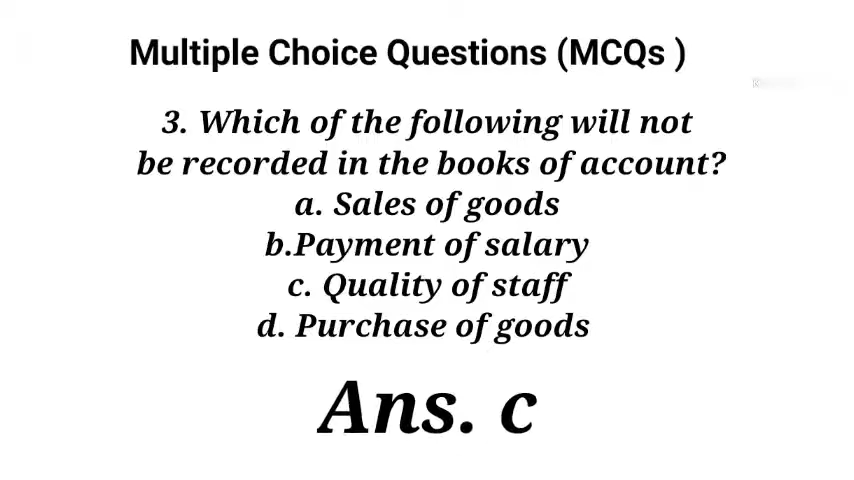 Multiple Choice Questions (MCQs )
3. Which of the following will not
be recorded in the books of account?
a. Sales of goods
b.Payment of salary
c. Quality of staff
d. Purchase of goods
Ans. c